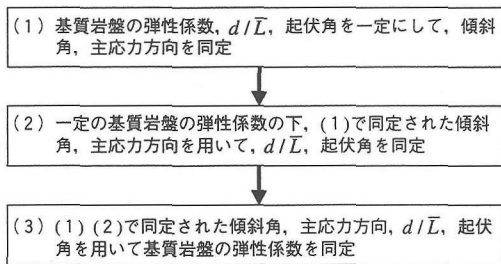 (1) 基質岩盤の弾性係数, d/L̅, 起伏角を一定にして, 傾斜
角, 主応力方向を同定
(2) 一定の基質岩盤の弾性係数の下, (1)で同定された傾斜
角, 主応力方向を用いて, d/L̅, 起伏角を同定
(3) (1) (2)で同定された傾斜角, 主応力方向, d/L̅, 起伏
角を用いて基質岩盤の弾性係数を同定